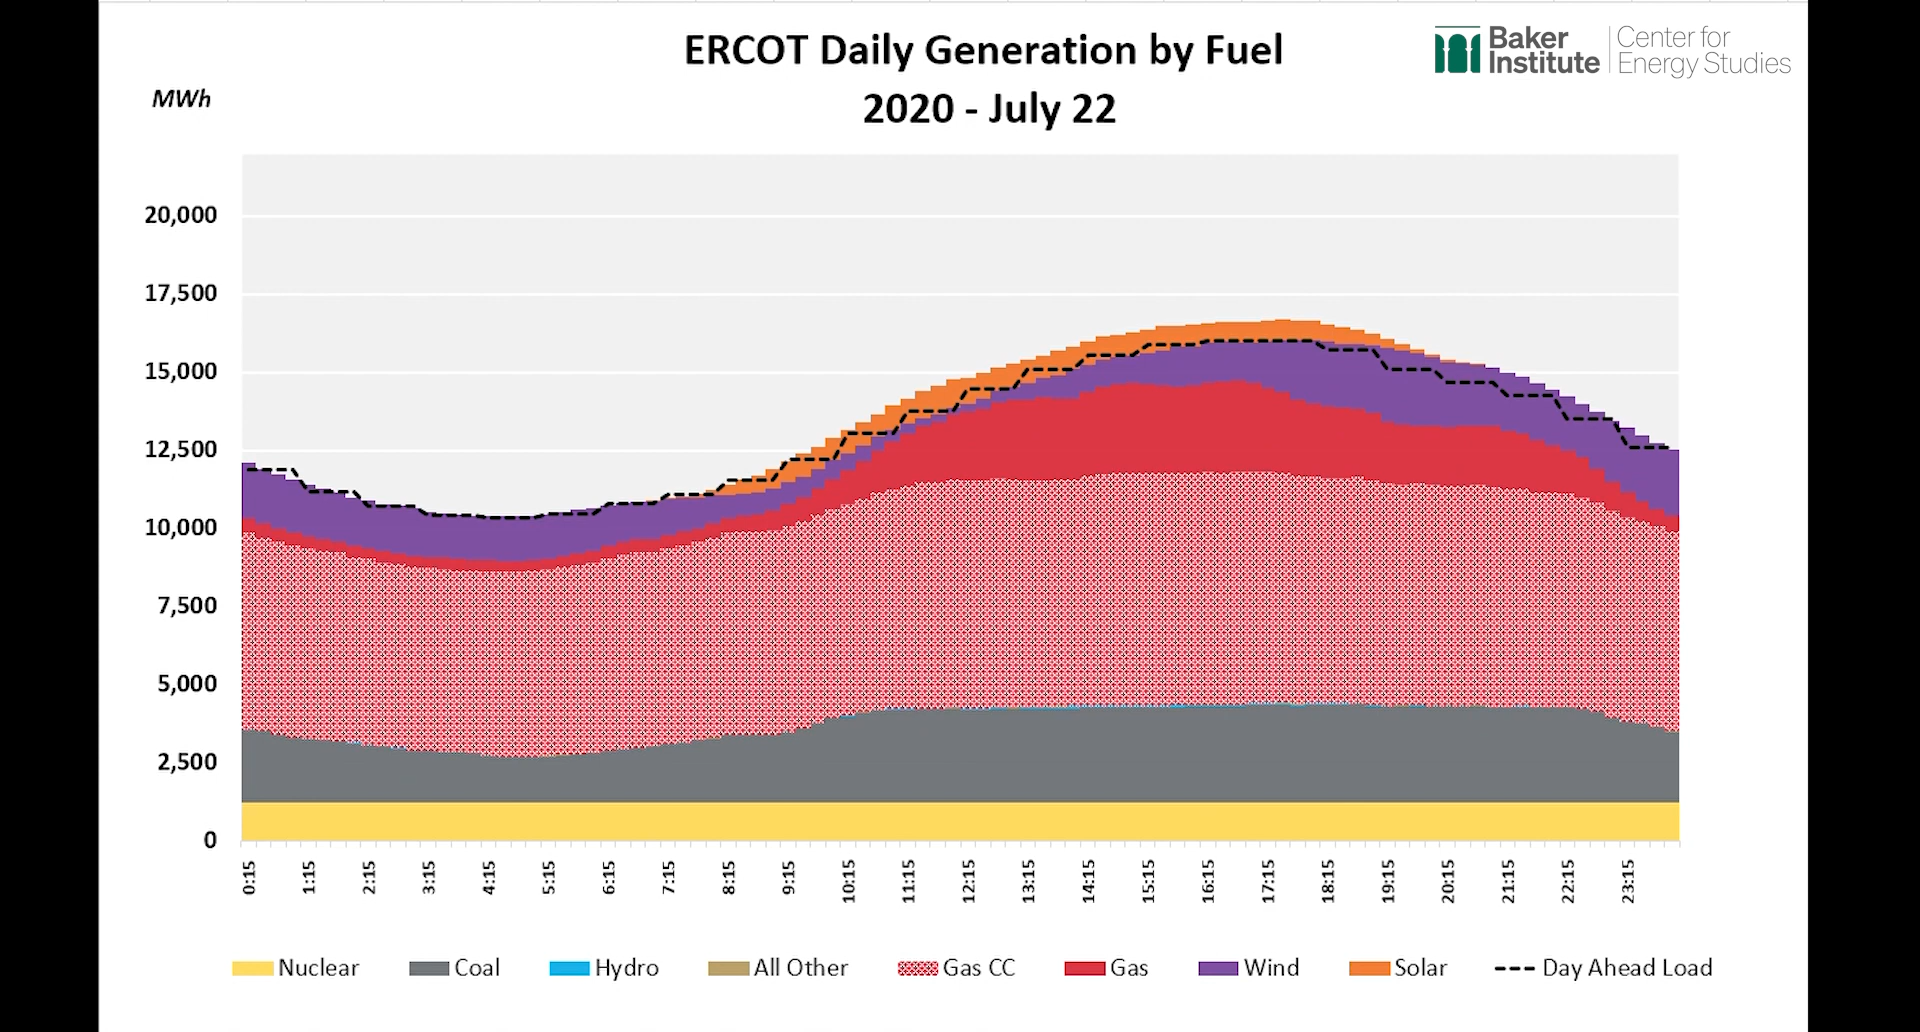 ERCOT Daily Generation by Fuel
2020 - July 22
Baker
Institute
Center for
Energy Studies
MWh
20,000
17,500
15,000
12,500
10,000
7,500
5,000
2,500
0
0:15 1:15 2:15 3:15 4:15 5:15 6:15 7:15 8:15 9:15 10:15 11:15 12:15 13:15 14:15 15:15 16:15 17:15 18:15 19:15 20:15 21:15 22:15 23:15
Nuclear Coal Hydro All Other Gas CC Gas Wind Solar Day Ahead Load